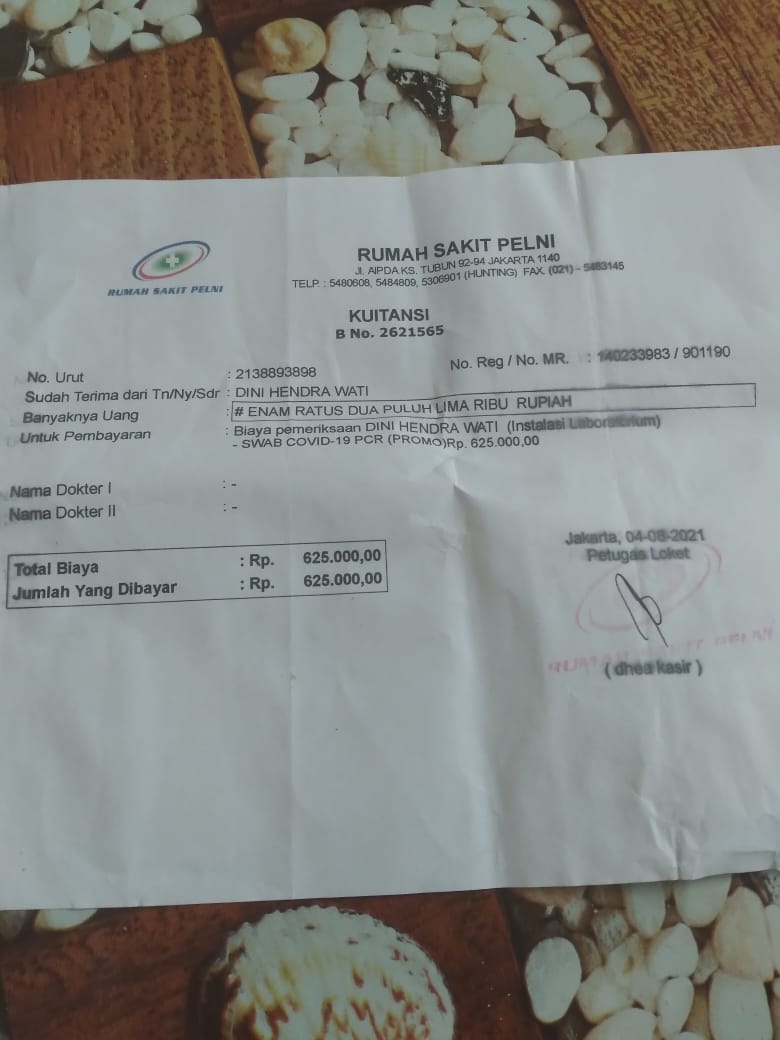 RUMAH SAKIT PELNI
RUMAH SAKIT PELNI
Jl. AIPDA KS. TUBUN 92-94 JAKARTA 1140
TELP. : 5480608, 5484809, 5306901 (HUNTING) FAX. (021) - 5483145
KUITANSI
B No. 2621565
No. Urut : 2138893898 No. Reg / No. MR. : 140233983 / 901190
Sudah Terima dari Tn/Ny/Sdr : DINI HENDRA WATI
Banyaknya Uang : # ENAM RATUS DUA PULUH LIMA RIBU RUPIAH
Untuk Pembayaran : Biaya pemeriksaan DINI HENDRA WATI (Instalasi Laboratorium)
- SWAB COVID-19 PCR (PROMO)Rp. 625.000,00
Nama Dokter I : -
Nama Dokter II : -
Total Biaya : Rp. 625.000,00
Jumlah Yang Dibayar : Rp. 625.000,00
Jakarta, 04-08-2021
Petugas Loket
( dhea kasir )